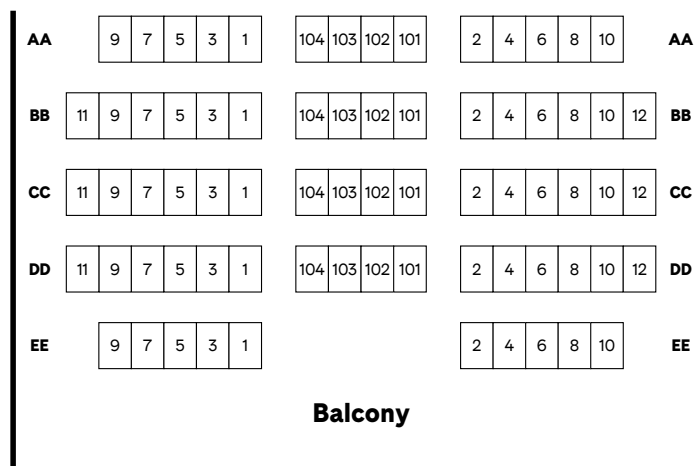 AA 9 7 5 3 1 104 103 102 101 2 4 6 8 10 AA
BB 11 9 7 5 3 1 104 103 102 101 2 4 6 8 10 12 BB
CC 11 9 7 5 3 1 104 103 102 101 2 4 6 8 10 12 CC
DD 11 9 7 5 3 1 104 103 102 101 2 4 6 8 10 12 DD
EE 9 7 5 3 1 2 4 6 8 10 EE
Balcony